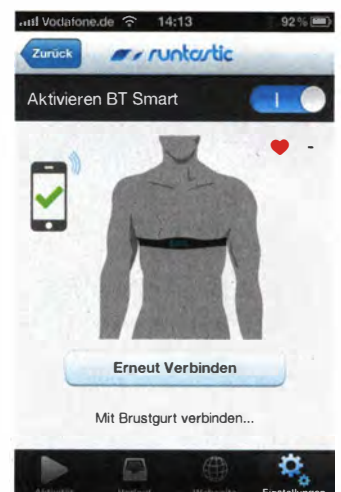 Vodafone.de 14:13 92%
Zurück runtastic
Aktivieren BT Smart
-
Erneut Verbinden
Mit Brustgurt verbinden...
Einstellungen